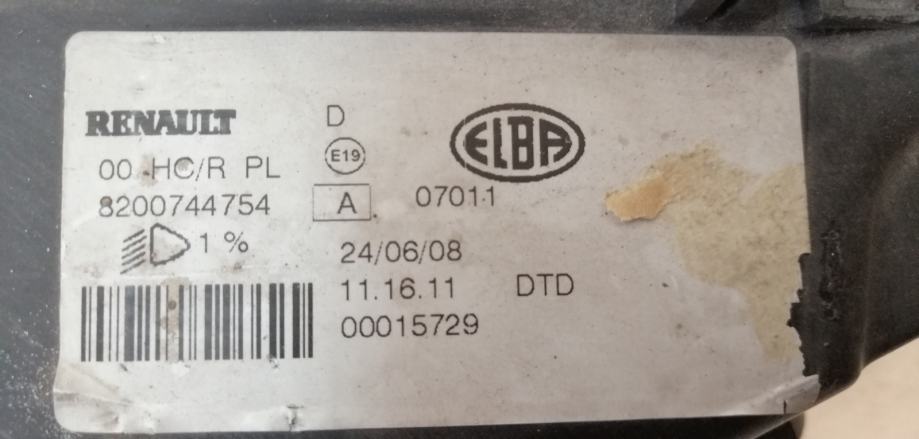 RENAULT
00 HC/R PL
8200744754
1 %
D
E19
A
ELBA
07011
24/06/08
11.16.11 DTD
00015729